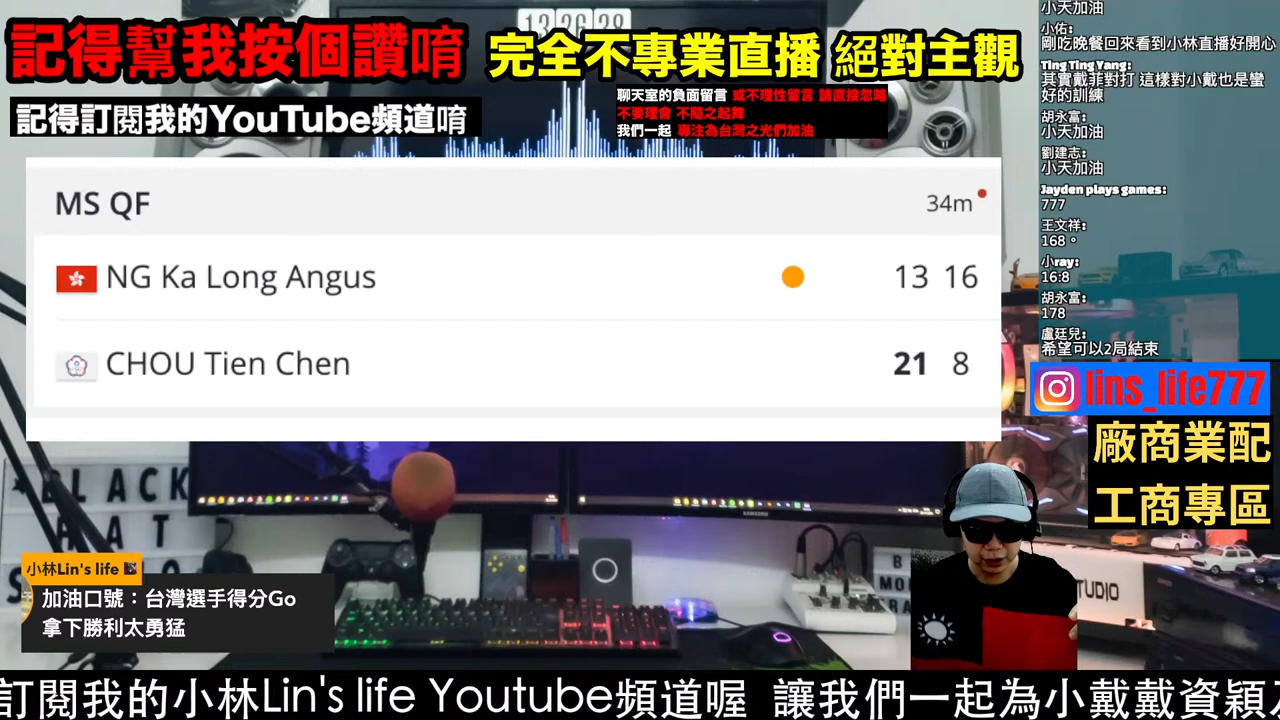 13 26 28
記得幫我按個讚唷
完全不專業直播 絕對主觀
記得訂閱我的YouTube頻道唷
聊天室的負面留言 或不理性留言 請直接忽略
不要理會 不隨之起舞
我們一起 專注為台灣之光們加油
MS QF
34m
NG Ka Long Angus
13 16
CHOU Tien Chen
21 8
小天加油
小佑:
剛吃晚餐回來看到小林直播好開心
Ting Ting Yang:
其實戴菲對打 這樣對小戴也是蠻
好的訓練
胡永富:
小天加油
劉建志:
小天加油
Jayden plays games:
777
王文祥:
168。
小ray:
16:8
胡永富:
178
盧廷兒:
希望可以2局結束
lins_life777
廠商業配
工商專區
BLACK
SAMSUNG
TUDIO
小林Lin's life
加油口號：台灣選手得分Go
拿下勝利太勇猛
訂閱我的小林Lin's life Youtube頻道喔 讓我們一起為小戴戴資穎